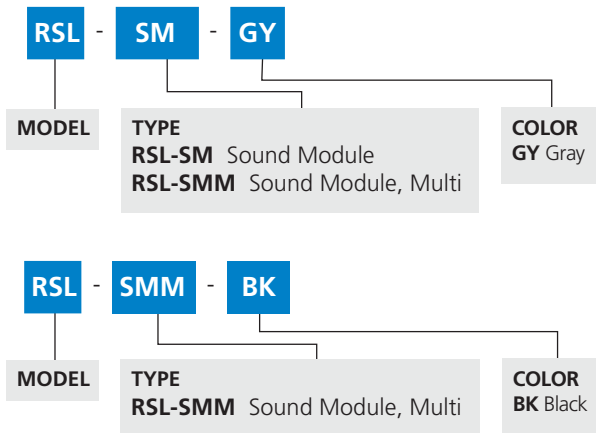 RSL - SM - GY
MODEL
TYPE
RSL-SM Sound Module
RSL-SMM Sound Module, Multi
COLOR
GY Gray
RSL - SMM - BK
MODEL
TYPE
RSL-SMM Sound Module, Multi
COLOR
BK Black